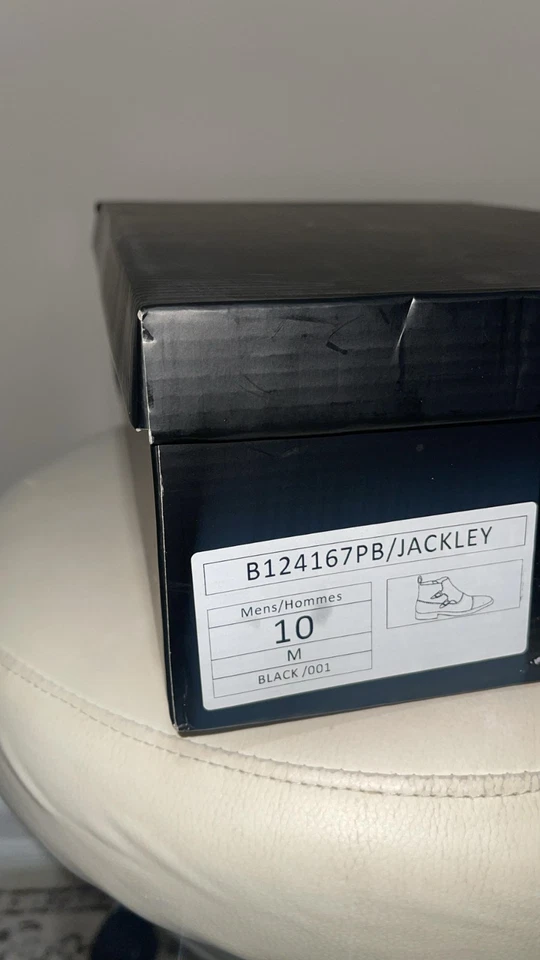 B124167PB/JACKLEY
Mens/Hommes
10
M
BLACK /001